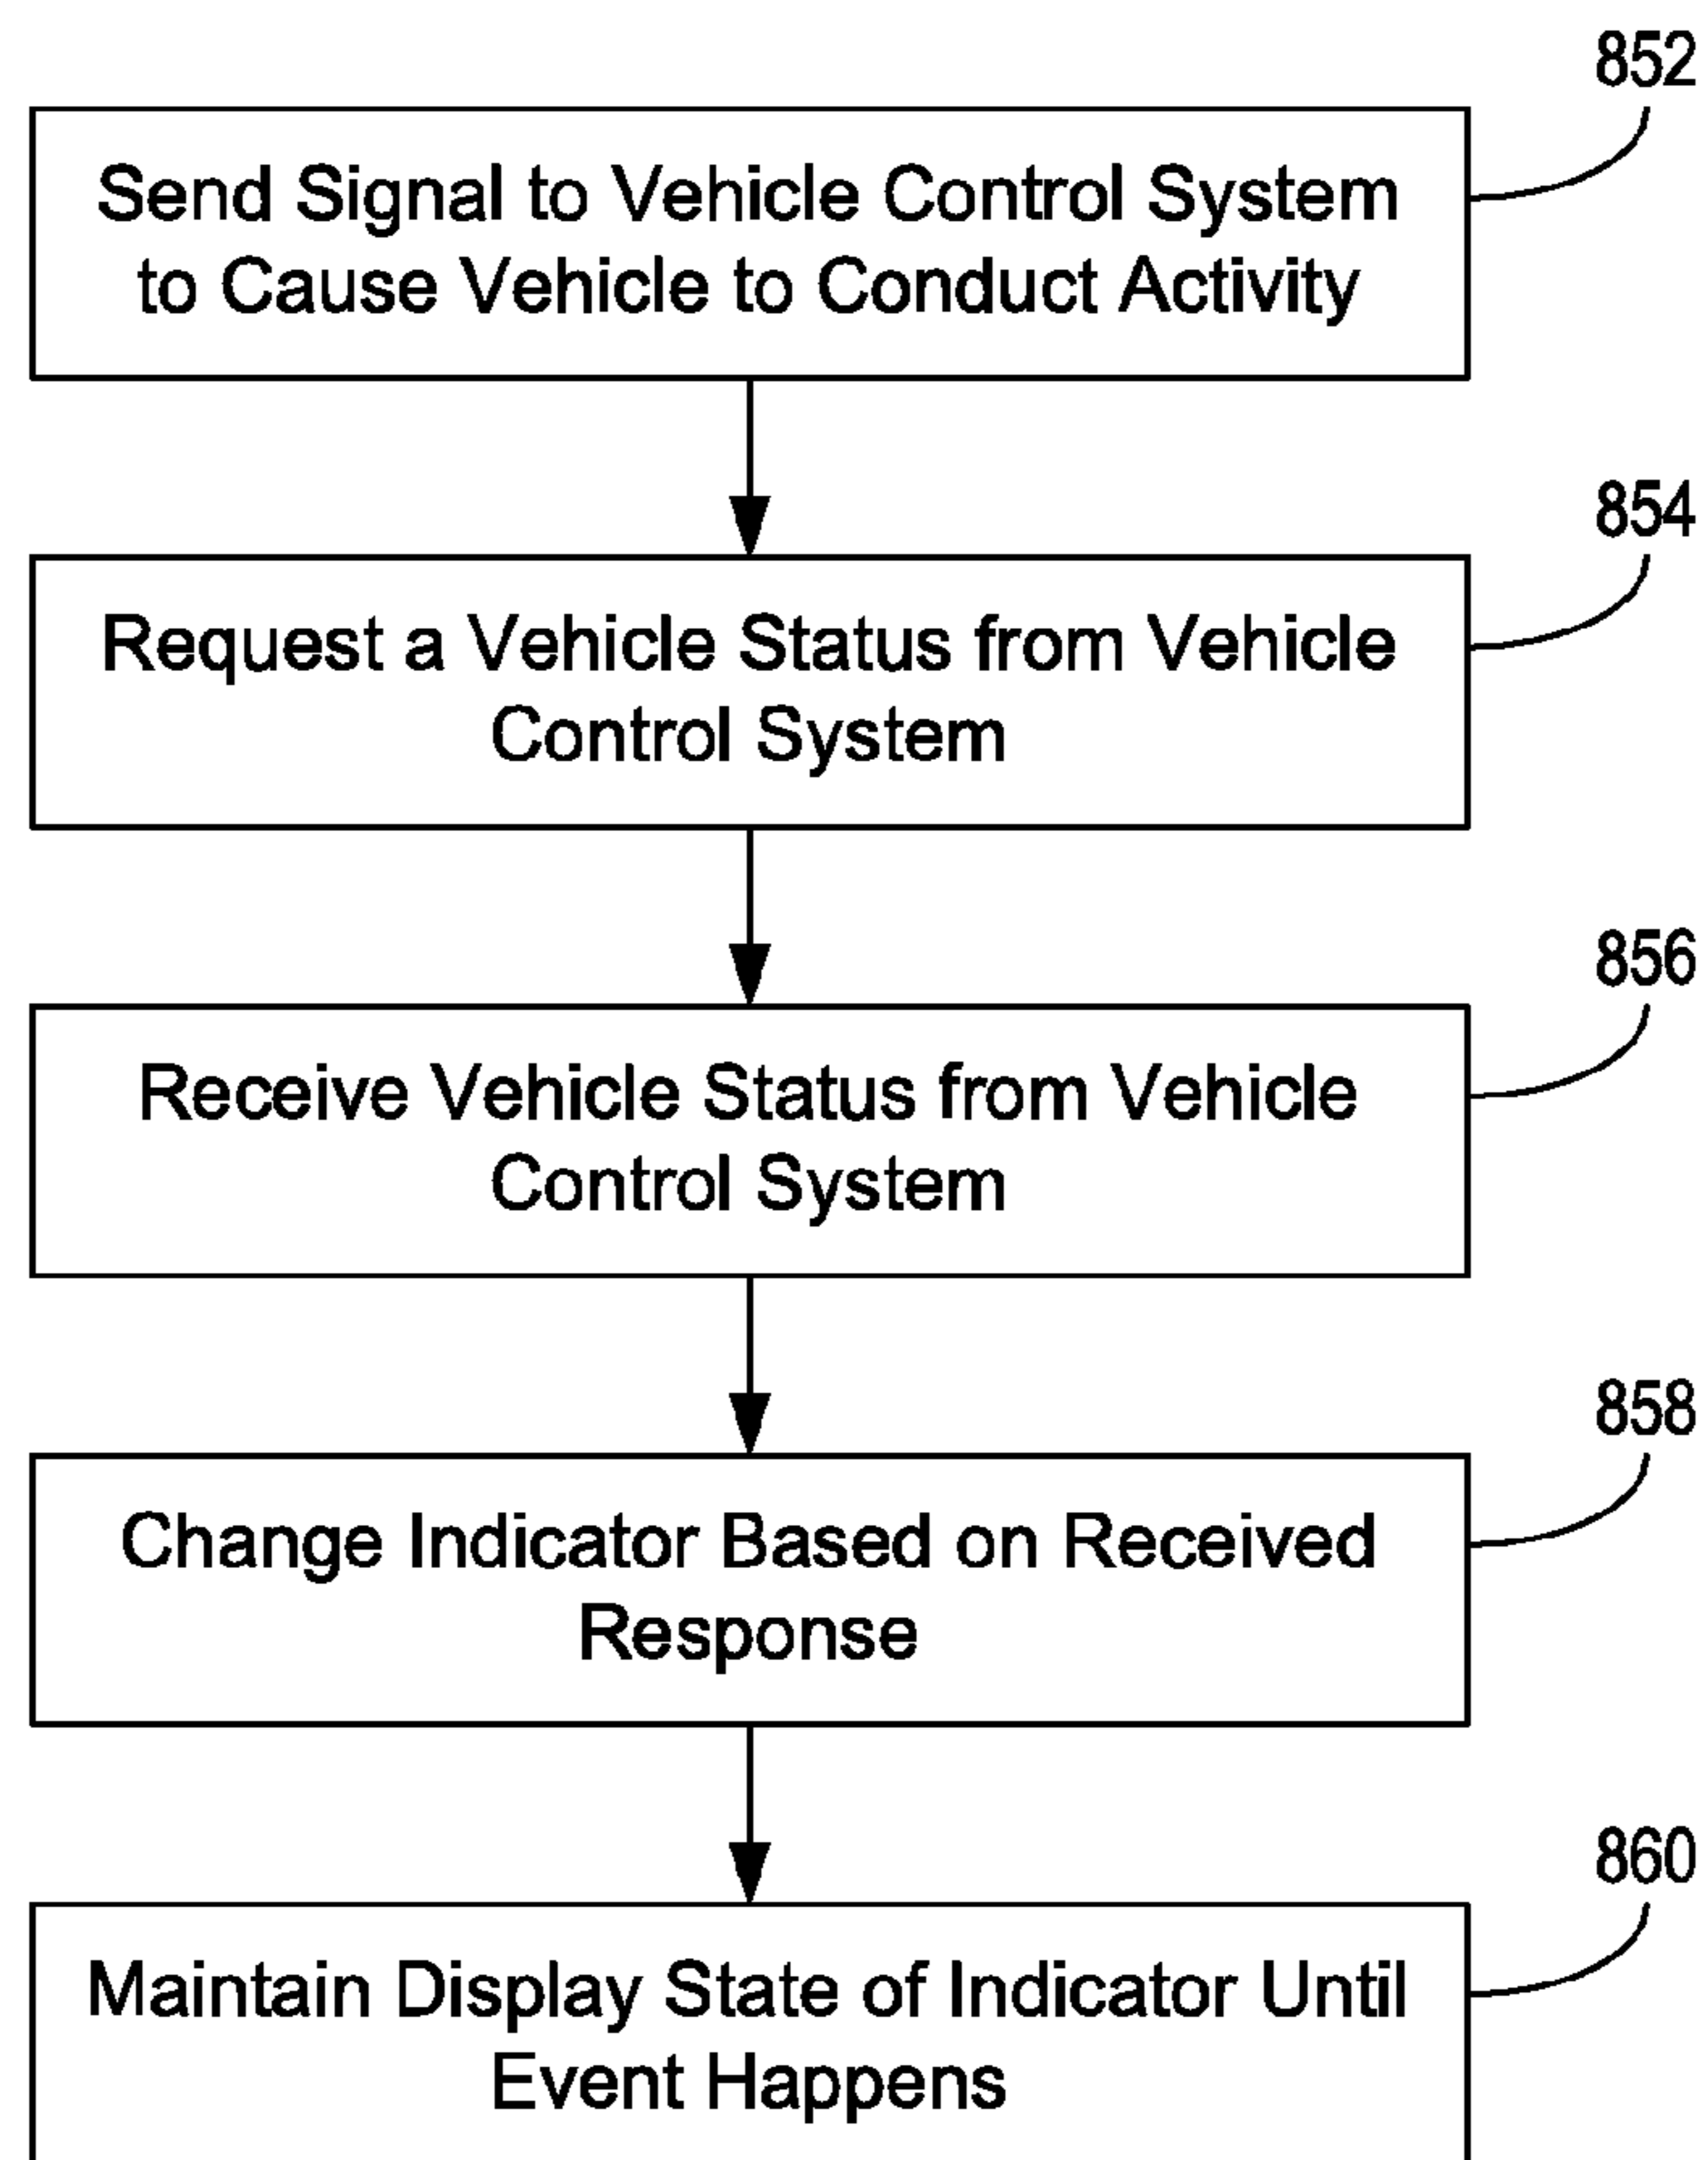 852
Send Signal to Vehicle Control System
to Cause Vehicle to Conduct Activity
854
Request a Vehicle Status from Vehicle
Control System
856
Receive Vehicle Status from Vehicle
Control System
858
Change Indicator Based on Received
Response
860
Maintain Display State of Indicator Until
Event Happens